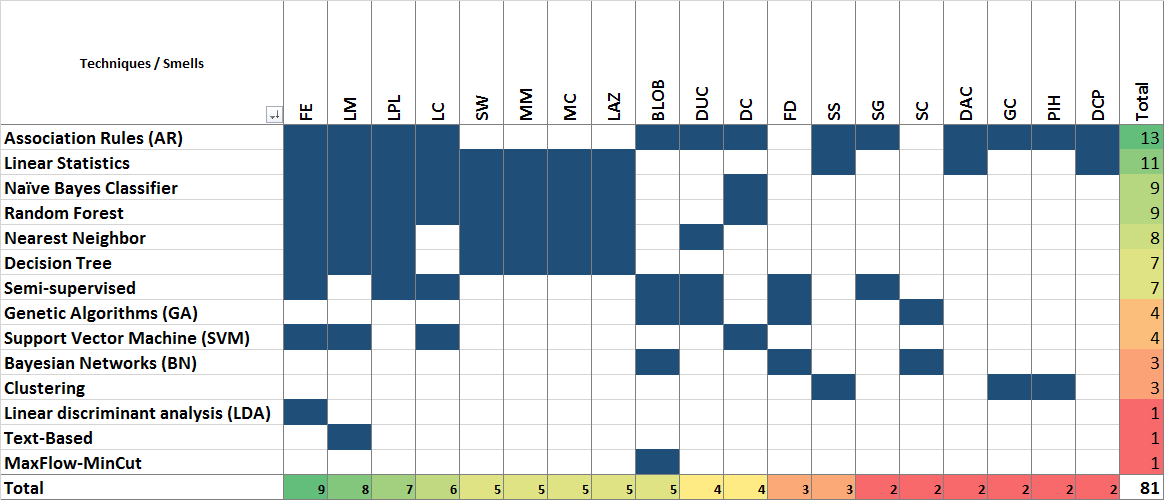 Techniques / Smells FE LM LPL LC SW MM MC LAZ BLOB DUC DC FD SS SG SC DAC GC PIH DCP Total
Association Rules (AR) 13
Linear Statistics 11
Naïve Bayes Classifier 9
Random Forest 9
Nearest Neighbor 8
Decision Tree 7
Semi-supervised 7
Genetic Algorithms (GA) 4
Support Vector Machine (SVM) 4
Bayesian Networks (BN) 3
Clustering 3
Linear discriminant analysis (LDA) 1
Text-Based 1
MaxFlow-MinCut 1
Total 9 8 7 6 5 5 5 5 5 4 4 3 3 2 2 2 2 2 2 81